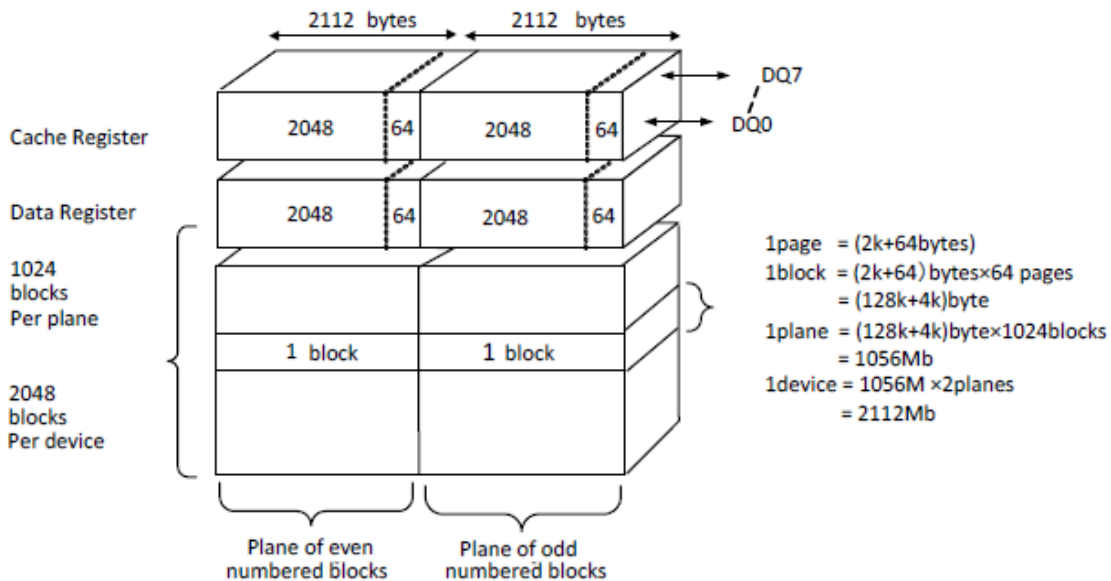 2112 bytes
2112 bytes
DQ7
DQ0
Cache Register
2048
64
2048
64
Data Register
2048
64
2048
64
1024
blocks
Per plane
2048
blocks
Per device
1 block
1 block
1page = (2k+64bytes)
1block = (2k+64）bytes×64 pages
= (128k+4k)byte
1plane = (128k+4k)byte×1024blocks
= 1056Mb
1device = 1056M ×2planes
= 2112Mb
Plane of even
numbered blocks
Plane of odd
numbered blocks